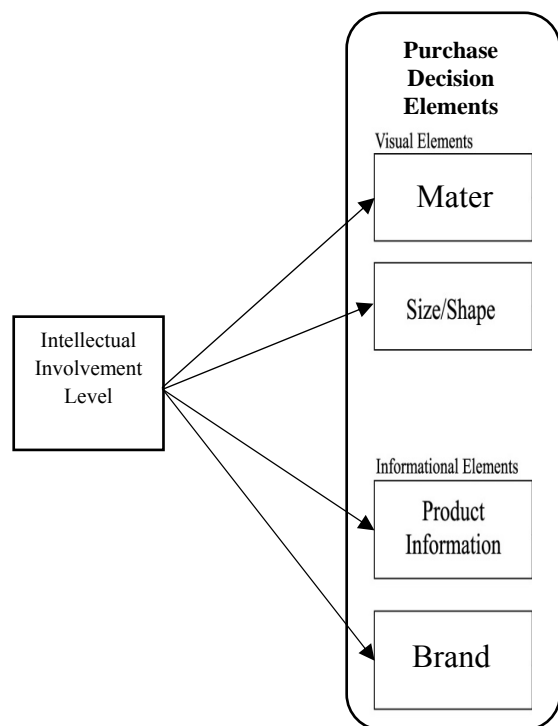 Purchase
Decision
Elements
Visual Elements
Mater
Size/Shape
Intellectual
Involvement
Level
Informational Elements
Product
Information
Brand